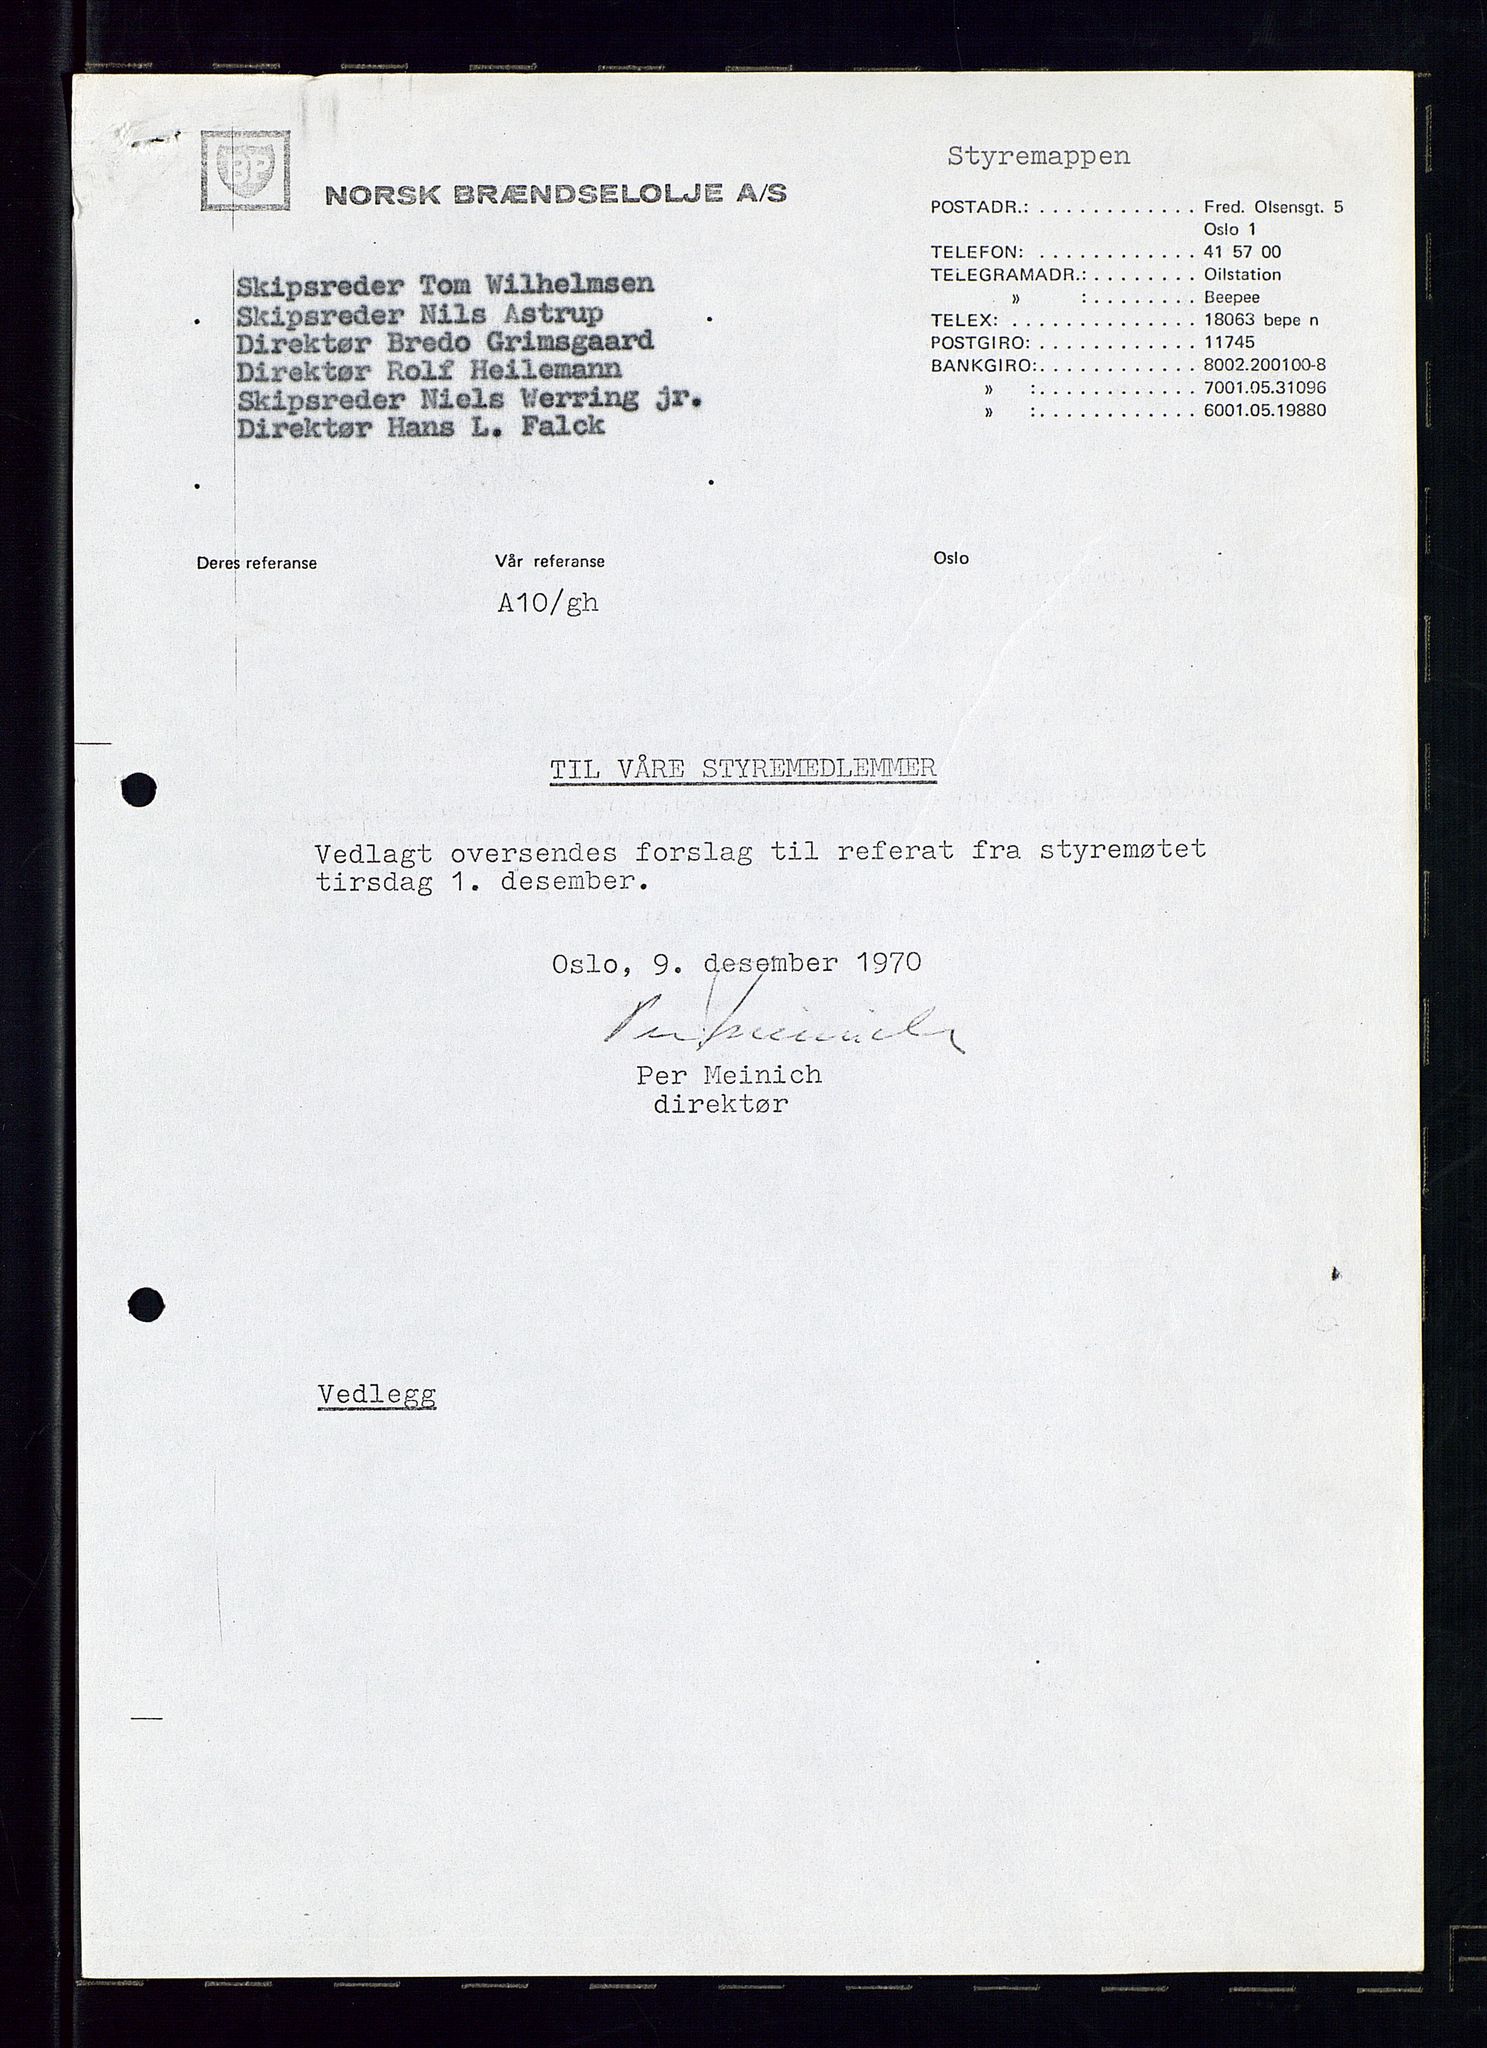 Styremappen
BP
NORSK BRÆNDSELOLJE A/S
POSTADR.: ............ Fred. Olsensgt. 5
Oslo 1
TELEFON: ............ 41 57 00
TELEGRAMADR.: ........ Oilstation
» : ........ Beepee
TELEX: .............. 18063 bepe n
POSTGIRO: ............ 11745
BANKGIRO: ............ 8002.200100-8
» : ............ 7001.05.31096
» : ............ 6001.05.19880
Skipsreder Tom Wilhelmsen
Skipsreder Nils Astrup
Direktør Bredo Grimsgaard
Direktør Rolf Heilemann
Skipsreder Niels Werring jr.
Direktør Hans L. Falck
Deres referanse Vår referanse Oslo
A10/gh
TIL VÅRE STYREMEDLEMMER
Vedlagt oversendes forslag til referat fra styremøtet
tirsdag 1. desember.
Oslo, 9. desember 1970
Per Meinich
Per Meinich
direktør
Vedlegg